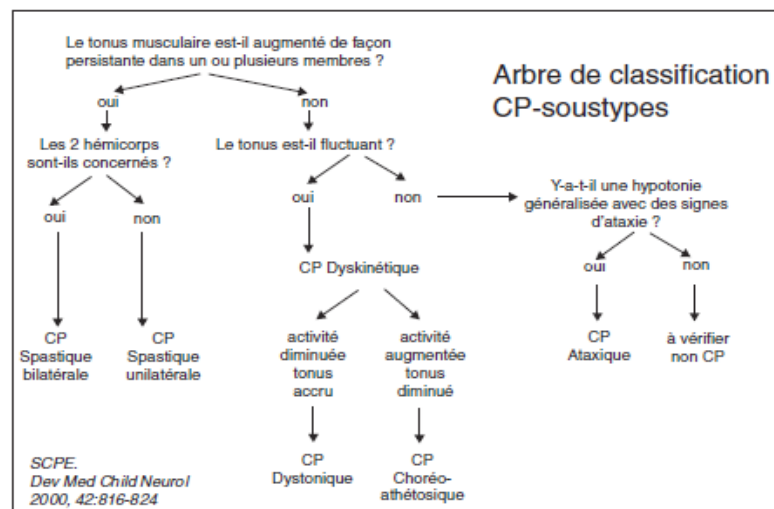 Le tonus musculaire est-il augmenté de façon
persistante dans un ou plusieurs membres ?
Arbre de classification
CP-soustypes
oui
non
Les 2 hémicorps
sont-ils concernés ?
Le tonus est-il fluctuant ?
oui
non
oui
non
Y-a-t-il une hypotonie
généralisée avec des signes
d'ataxie ?
oui
non
CP Dyskinétique
CP
Spastique
bilatérale
CP
Spastique
unilatérale
activité
diminuée
tonus
accru
activité
augmentée
tonus
diminué
CP
Ataxique
à vérifier
non CP
CP
Dystonique
CP
Choréo-
athétosique
SCPE.
Dev Med Child Neurol
2000, 42:816-824